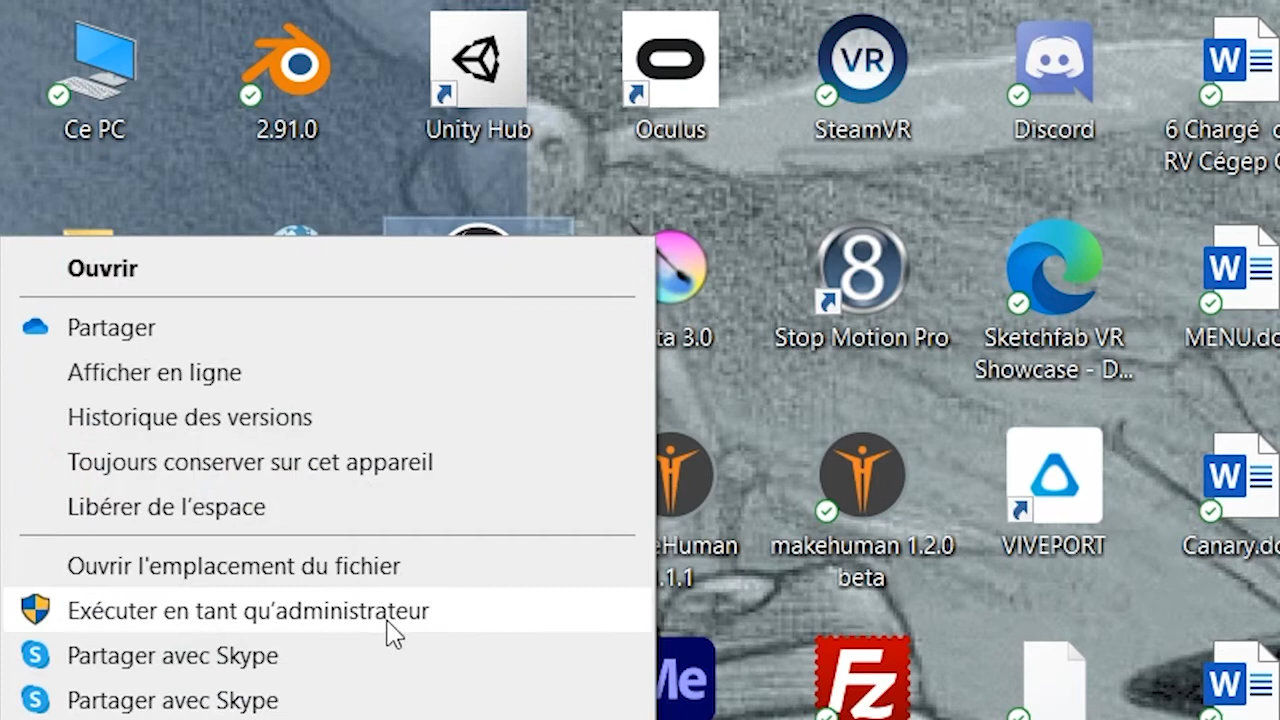 VR
W
Ce PC
2.91.0
Unity Hub
Oculus
SteamVR
Discord
6 Chargé
RV Cégep
Ouvrir
Partager
Afficher en ligne
Historique des versions
Toujours conserver sur cet appareil
Libérer de l'espace
Ouvrir l'emplacement du fichier
Exécuter en tant qu'administrateur
S Partager avec Skype
S Partager avec Skype
8
W
ta 3.0
Stop Motion Pro
Sketchfab VR
Showcase - D...
MENU.do
W
eHuman
.1.1
makehuman 1.2.0
beta
VIVEPORT
Canary.do
Me
Fz
W